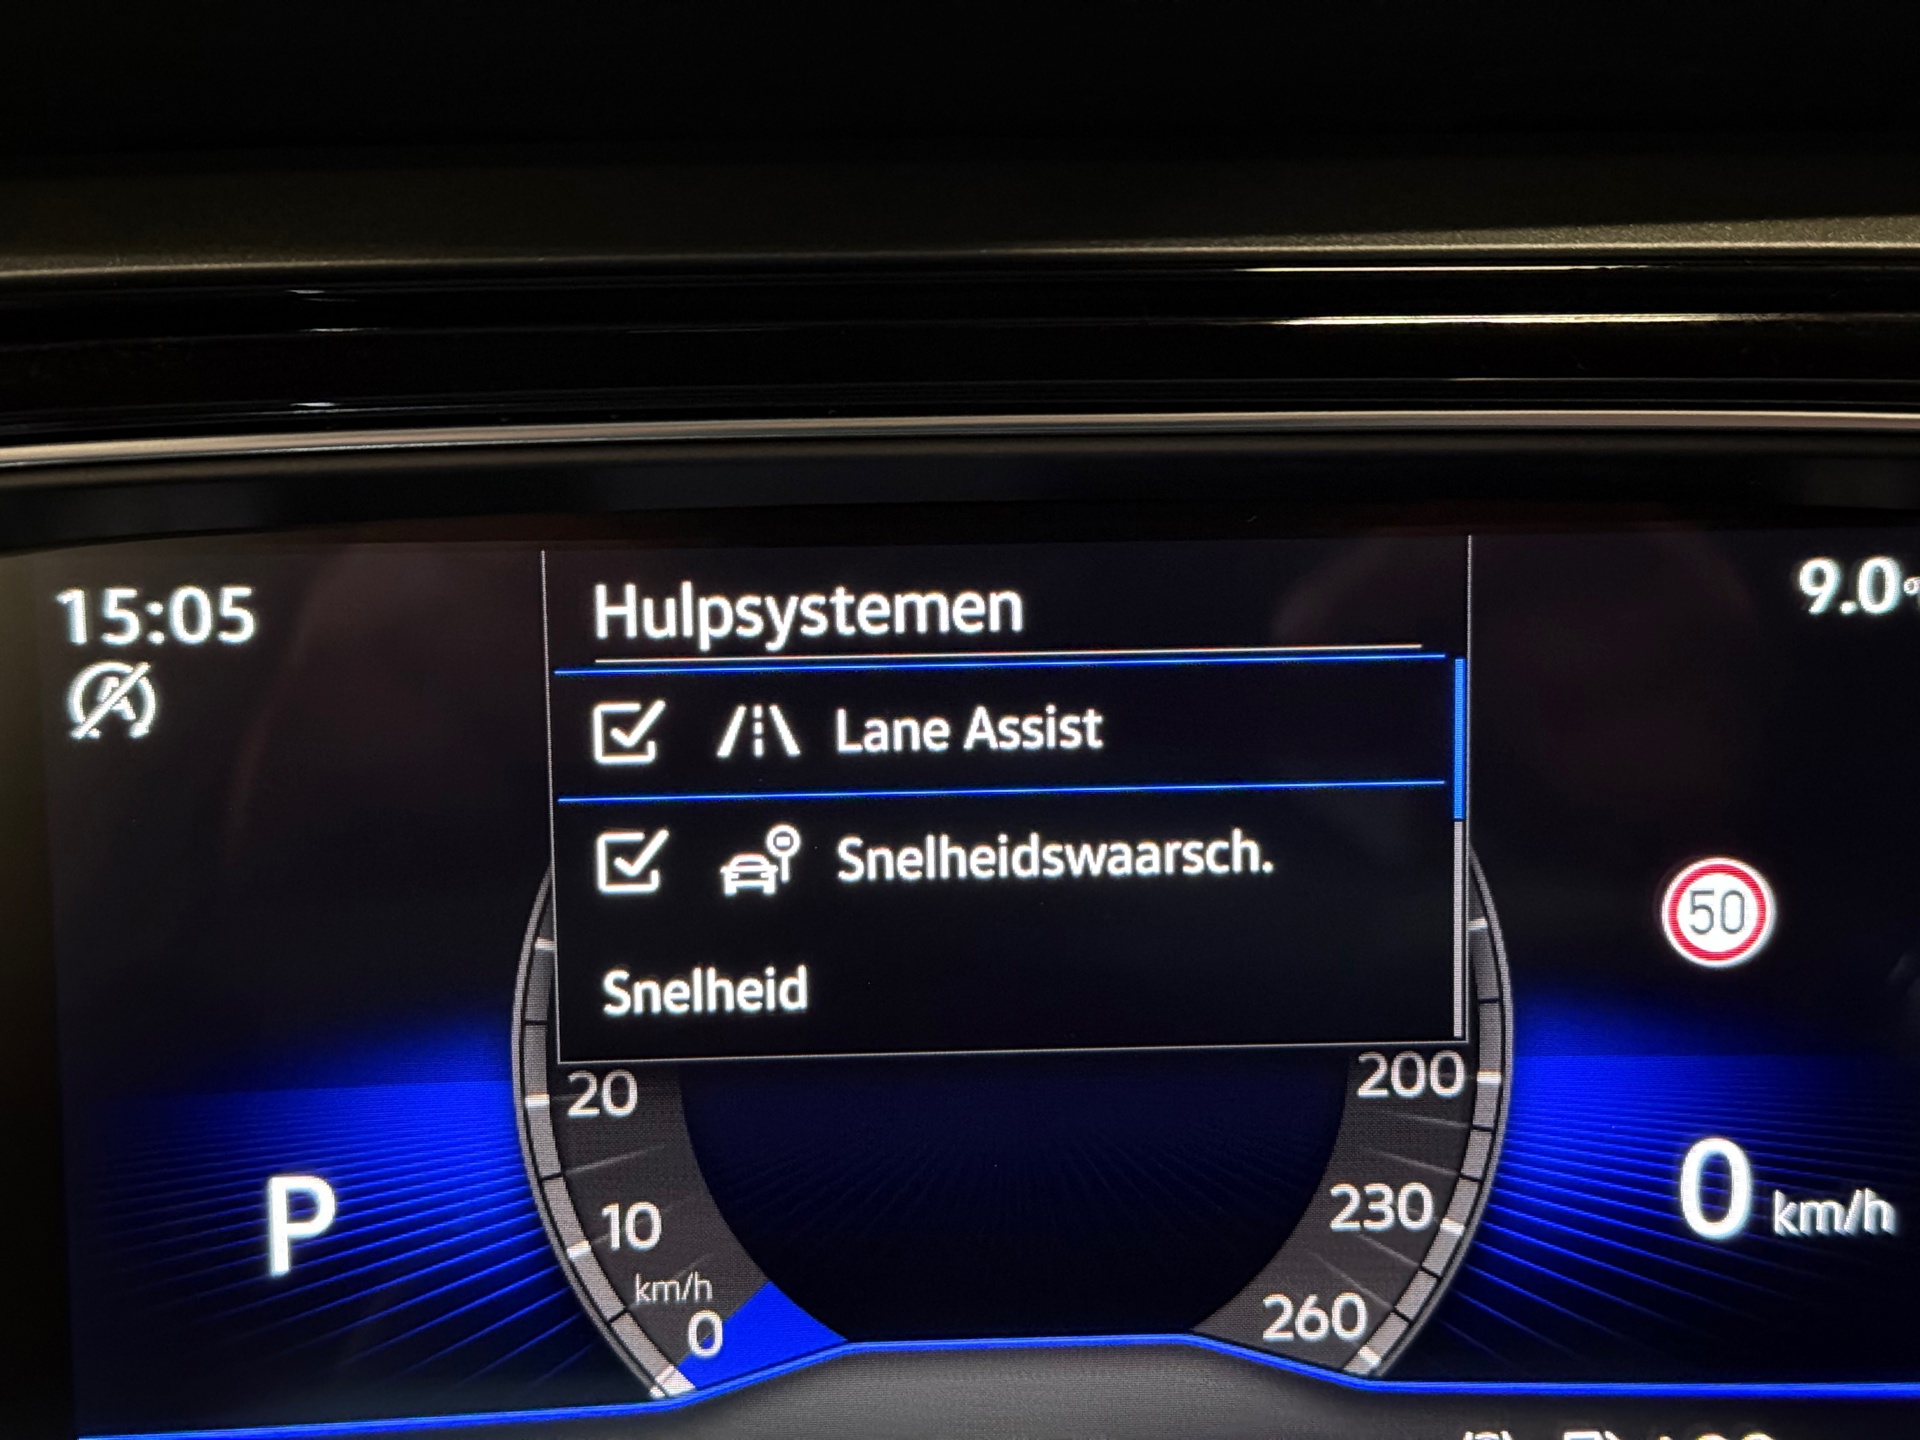 15:05
Hulpsystemen
9.0
Lane Assist
Snelheidswaarsch.
50
Snelheid
20
200
P
10
230
0 km/h
km/h
0
260